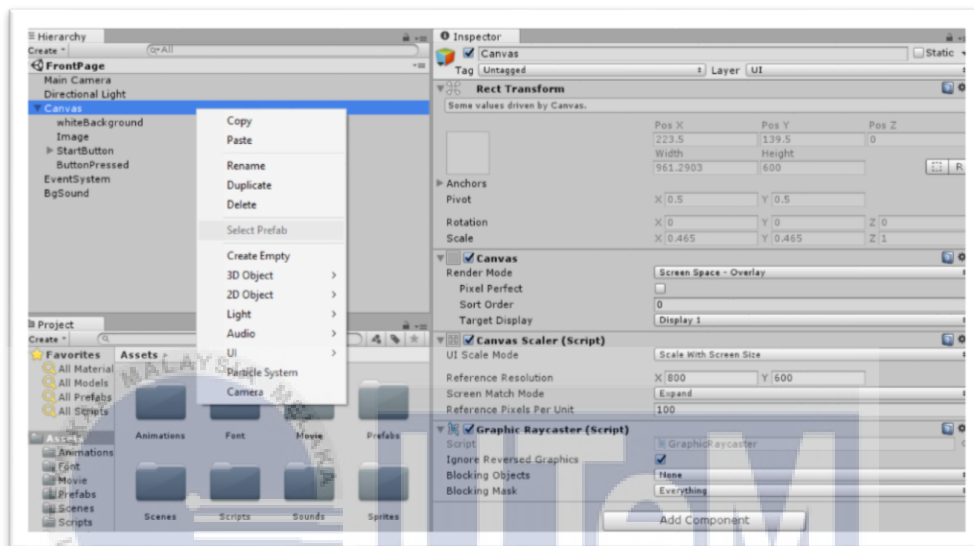 Hierarchy
Create
All
FrontPage
Main Camera
Directional Light
Canvas
whiteBackground
Image
StartButton
ButtonPressed
EventSystem
BgSound
Copy
Paste
Rename
Duplicate
Delete
Select Prefab
Create Empty
3D Object
2D Object
Light
Audio
UI
Particle System
Camera
Project
Create
Favorites
All Material
All Models
All Prefabs
All Scripts
Assets
Animations
Font
Movie
Prefabs
Scenes
Scripts
Assets
Animations Font Movie Prefabs
Scenes Scripts Sounds Sprites
Inspector
Canvas Static
Tag Untagged Layer UI
Rect Transform
Some values driven by Canvas.
Pos X Pos Y Pos Z
223.5 139.5 0
Width Height
961.2903 600
R
Anchors
Pivot X 0.5 Y 0.5
Rotation X 0 Y 0 Z 0
Scale X 0.465 Y 0.465 Z 1
Canvas
Render Mode Screen Space - Overlay
Pixel Perfect
Sort Order 0
Target Display Display 1
Canvas Scaler (Script)
UI Scale Mode Scale With Screen Size
Reference Resolution X 800 Y 600
Screen Match Mode Expand
Reference Pixels Per Unit 100
Graphic Raycaster (Script)
Script GraphicRaycaster
Ignore Reversed Graphics
Blocking Objects None
Blocking Mask Everything
Add Component
MALAYSIA
UTeM